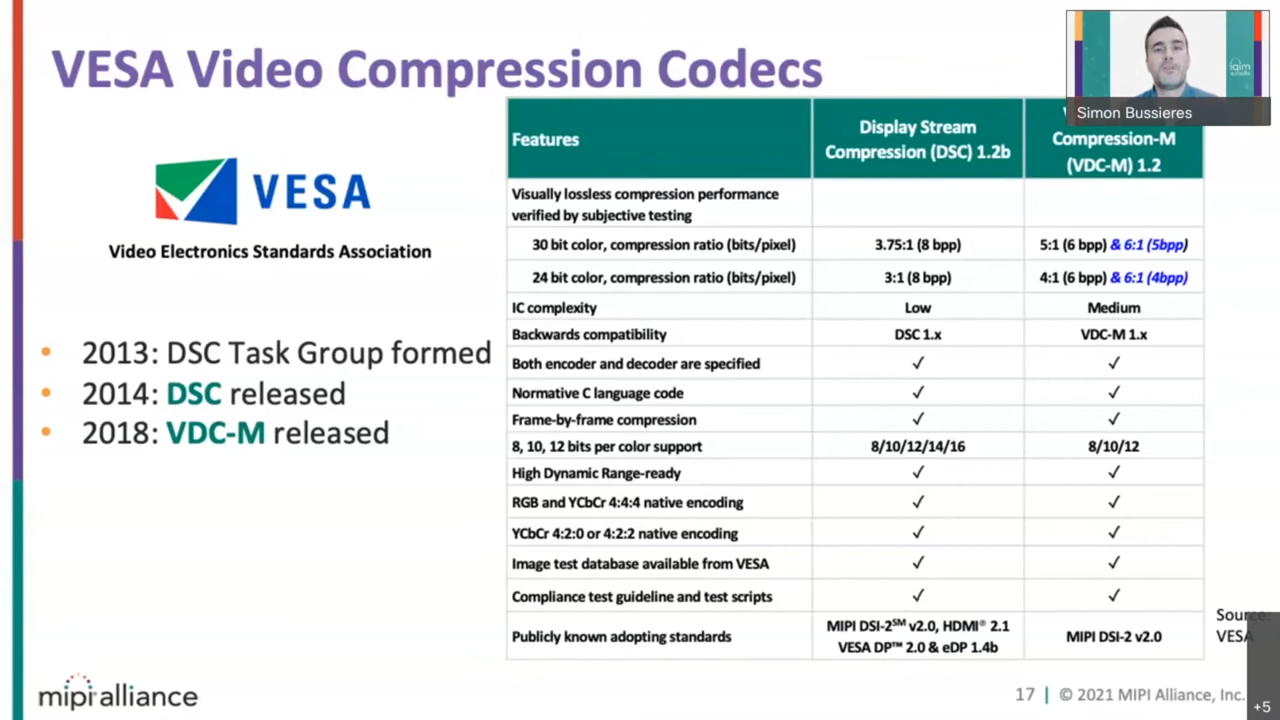 VESA Video Compression Codecs
Simon Bussieres
VESA
Video Electronics Standards Association
• 2013: DSC Task Group formed
• 2014: DSC released
• 2018: VDC-M released
Features
Display Stream
Compression (DSC) 1.2b
Compression-M
(VDC-M) 1.2
Visually lossless compression performance
verified by subjective testing
30 bit color, compression ratio (bits/pixel) 3.75:1 (8 bpp) 5:1 (6 bpp) & 6:1 (5bpp)
24 bit color, compression ratio (bits/pixel) 3:1 (8 bpp) 4:1 (6 bpp) & 6:1 (4bpp)
IC complexity Low Medium
Backwards compatibility DSC 1.x VDC-M 1.x
Both encoder and decoder are specified ✓ ✓
Normative C language code ✓ ✓
Frame-by-frame compression ✓ ✓
8, 10, 12 bits per color support 8/10/12/14/16 8/10/12
High Dynamic Range-ready ✓ ✓
RGB and YCbCr 4:4:4 native encoding ✓ ✓
YCbCr 4:2:0 or 4:2:2 native encoding ✓ ✓
Image test database available from VESA ✓ ✓
Compliance test guideline and test scripts ✓ ✓
Publicly known adopting standards
MIPI DSI-2℠ v2.0, HDMI® 2.1
VESA DP™ 2.0 & eDP 1.4b
MIPI DSI-2 v2.0
Source:
VESA
mipi alliance
17 | © 2021 MIPI Alliance, Inc.
+5